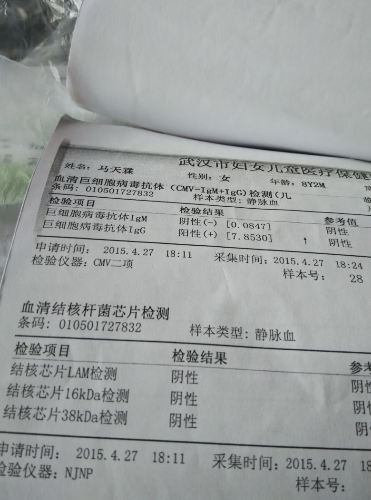 武汉市妇女儿童医疗保健
姓名: 马天霖 性别: 女 年龄: 8Y2M
血清巨细胞病毒抗体 (CMV-IgM+IgG)检测(儿
条码: 010501727832 样本类型: 静脉血
检验项目 检验结果 参考值
巨细胞病毒抗体IgM 阴性(-) [0.0847] 阴性
巨细胞病毒抗体IgG 阳性(+) [7.8530] ↑ 阴性
申请时间: 2015.4.27 18:11 采集时间: 2015.4.27 18:24
检验仪器: CMV二项 样本号: 28
血清结核杆菌芯片检测
条码: 010501727832 样本类型: 静脉血
检验项目 检验结果 参考
结核芯片LAM检测 阴性 阴
结核芯片16kDa检测 阴性 阴
结核芯片38kDa检测 阴性 阴
申请时间: 2015.4.27 18:11 采集时间: 2015.4.27 18
检验仪器: NJNP 样本号: